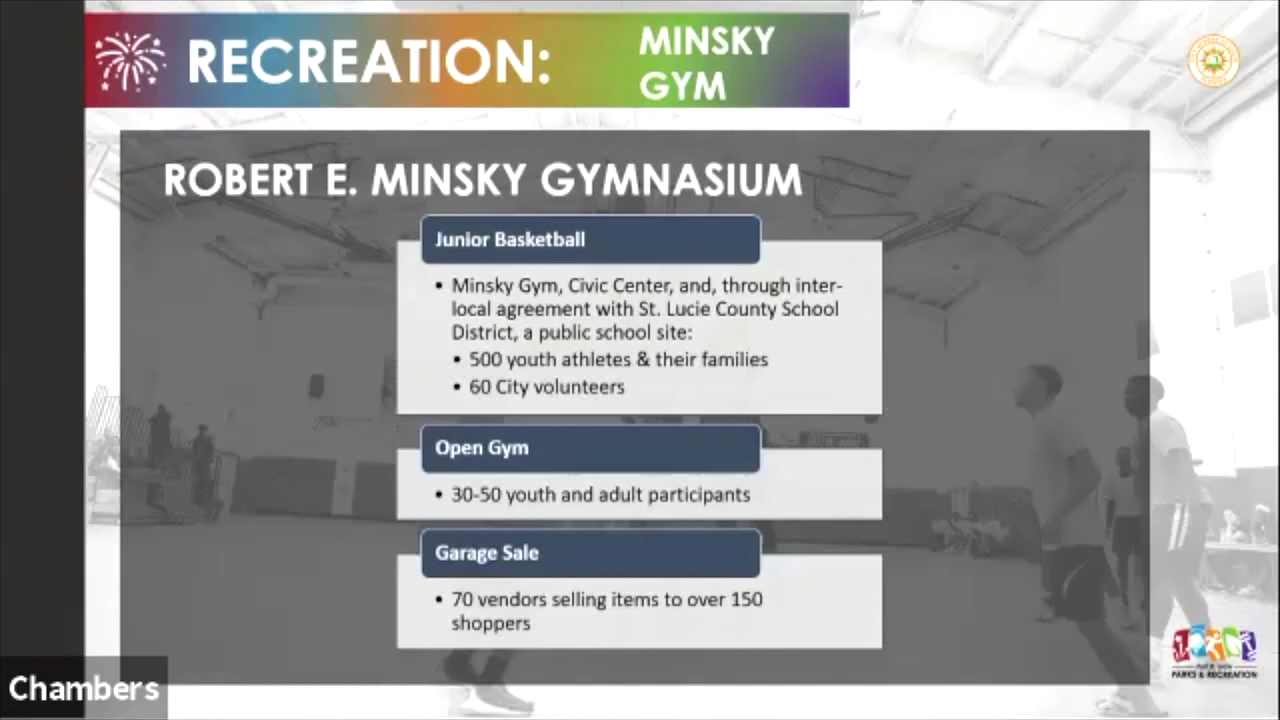 RECREATION:
MINSKY
GYM
ROBERT E. MINSKY GYMNASIUM
Junior Basketball
• Minsky Gym, Civic Center, and, through inter-
local agreement with St. Lucie County School
District, a public school site:
• 500 youth athletes & their families
• 60 City volunteers
Open Gym
• 30-50 youth and adult participants
Garage Sale
• 70 vendors selling items to over 150
shoppers
PARKS & RECREATION
Chambers